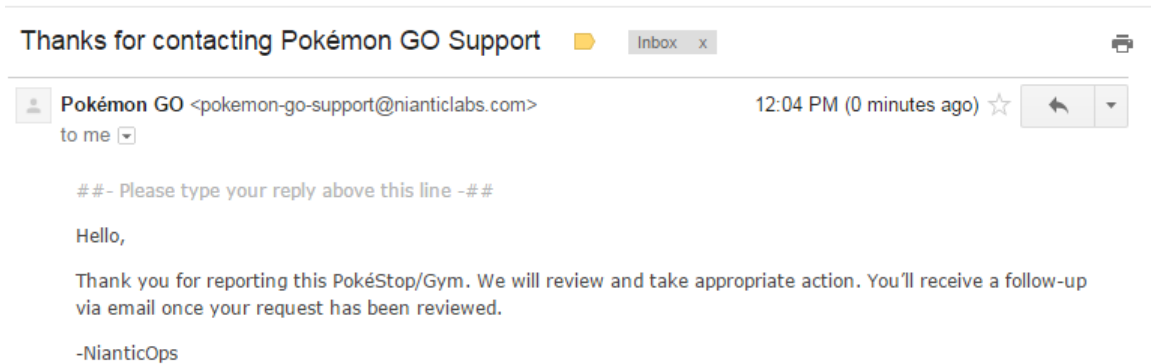 Thanks for contacting Pokémon GO Support Inbox x
Pokémon GO <pokemon-go-support@nianticlabs.com> 12:04 PM (0 minutes ago)
to me
##- Please type your reply above this line -##
Hello,
Thank you for reporting this PokéStop/Gym. We will review and take appropriate action. You’ll receive a follow-up
via email once your request has been reviewed.
-NianticOps